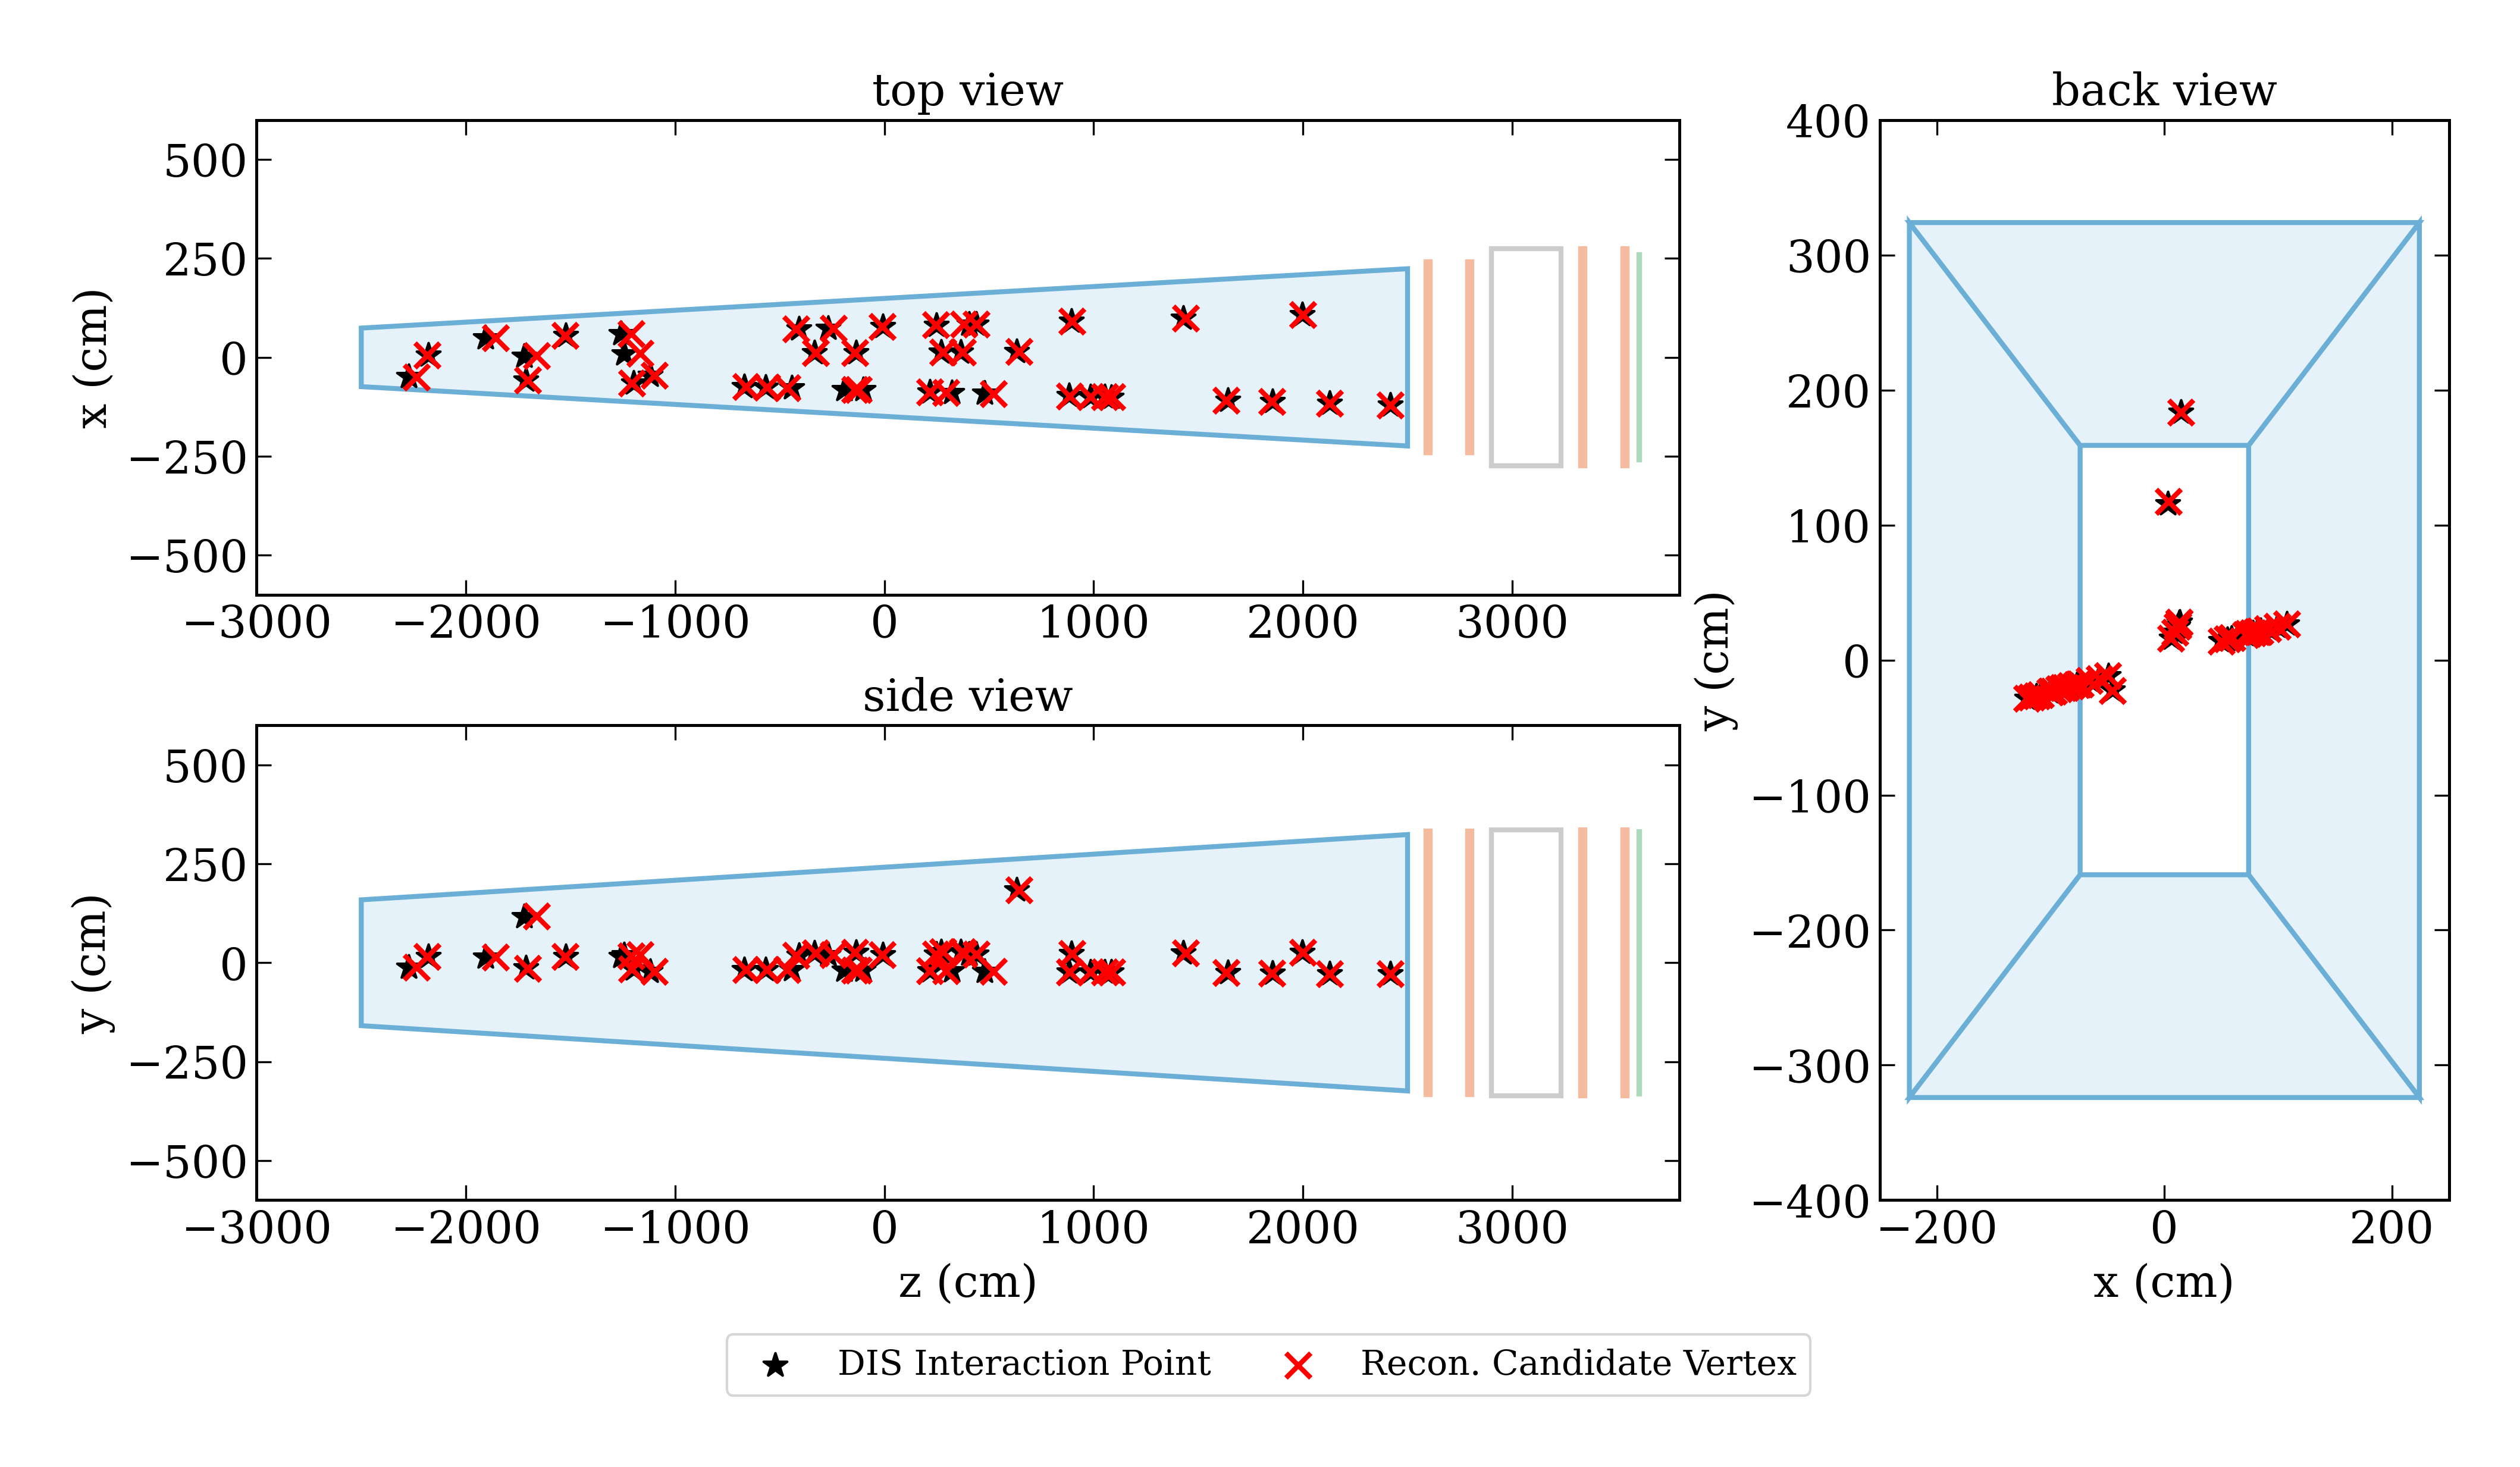 top view
500
250
0
−250
−500
x (cm)
−3000 −2000 −1000 0 1000 2000 3000
side view
500
250
0
−250
−500
y (cm)
−3000 −2000 −1000 0 1000 2000 3000
z (cm)
back view
400
300
200
100
0
−100
−200
−300
−400
y (cm)
−200 0 200
x (cm)
DIS Interaction Point Recon. Candidate Vertex